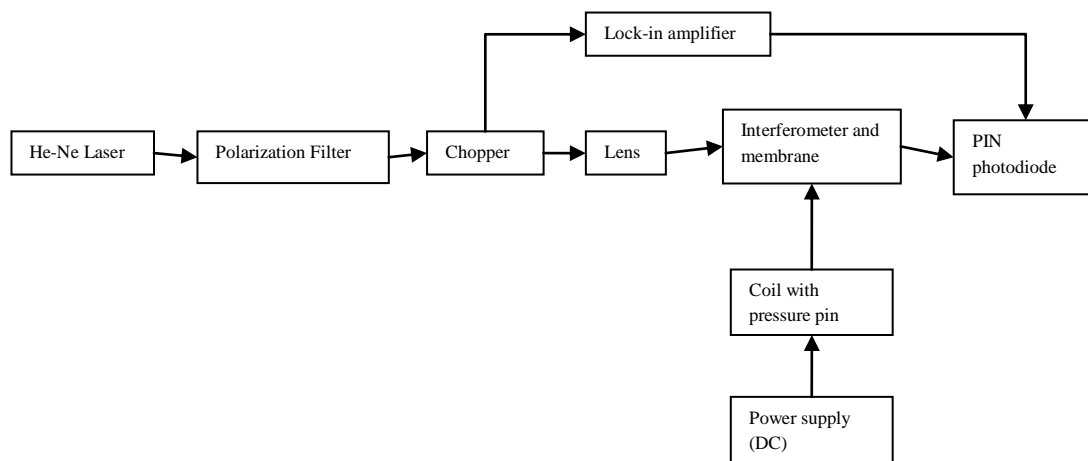 Lock-in amplifier
He-Ne Laser
Polarization Filter
Chopper
Lens
Interferometer and
membrane
PIN
photodiode
Coil with
pressure pin
Power supply
(DC)